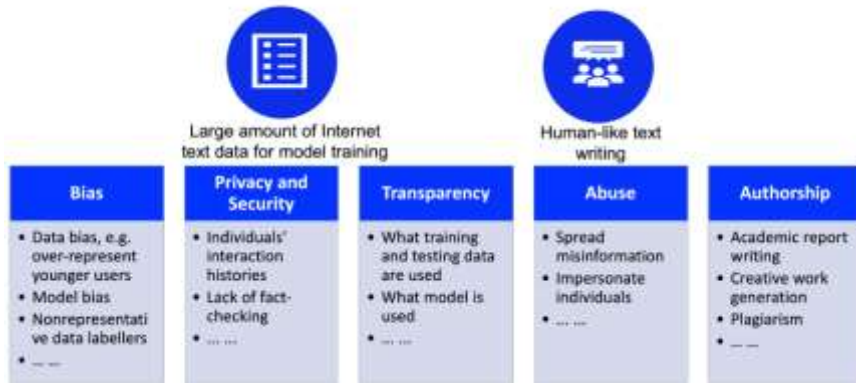 Large amount of Internet
text data for model training
Human-like text
writing
Bias
• Data bias, e.g.
over-represent
younger users
• Model bias
• Nonrepresentati
ve data labellers
• ... ...
Privacy and
Security
• Individuals'
interaction
histories
• Lack of fact-
checking
• ... ...
Transparency
• What training
and testing data
are used
• What model is
used
• ... ...
Abuse
• Spread
misinformation
• Impersonate
individuals
• ... ...
Authorship
• Academic report
writing
• Creative work
generation
• Plagiarism
• ... ...